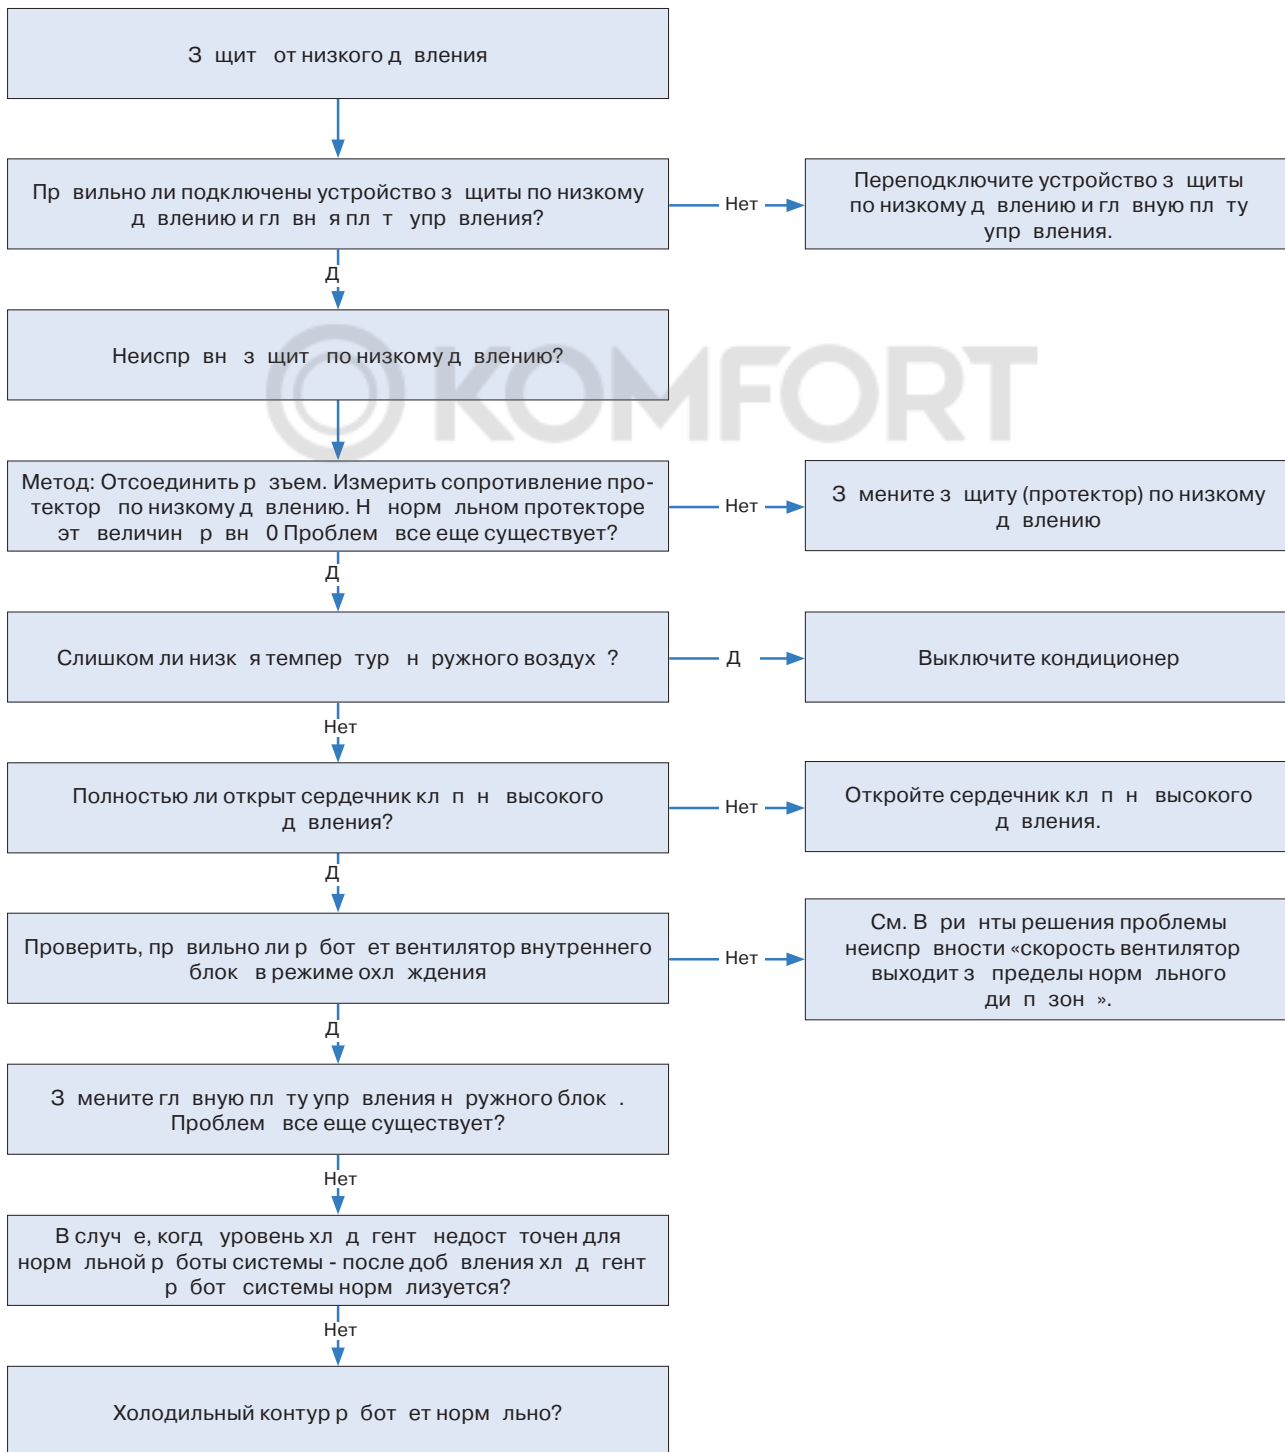 З щит от низкого д вления
Пр вильно ли подключены устройство з щиты по низкому
д влению и гл вн я пл т упр вления?
Нет
Переподключите устройство з щиты
по низкому д влению и гл вную пл ту
упр вления.
Д
Неиспр вн з щит по низкому д влению?
KOMFORT
Метод: Отсоединить р зъем. Измерить сопротивление про-
тектор по низкому д влению. Н норм льном протекторе
эт величин р вн 0 Проблем все еще существует?
Нет
З мените з щиту (протектор) по низкому
д влению
Д
Слишком ли низк я темпер тур н ружного воздух ?
Д
Выключите кондиционер
Нет
Полностью ли открыт сердечник кл п н высокого
д вления?
Нет
Откройте сердечник кл п н высокого
д вления.
Д
Проверить, пр вильно ли р бот ет вентилятор внутреннего
блок в режиме охл ждения
Нет
См. В ри нты решения проблемы
неиспр вности «скорость вентилятор
выходит з пределы норм льного
ди п зон ».
Д
З мените гл вную пл ту упр вления н ружного блок .
Проблем все еще существует?
Нет
В случ е, когд уровень хл д гент недост точен для
норм льной р боты системы - после доб вления хл д гент
р бот системы норм лизуется?
Нет
Холодильный контур р бот ет норм льно?